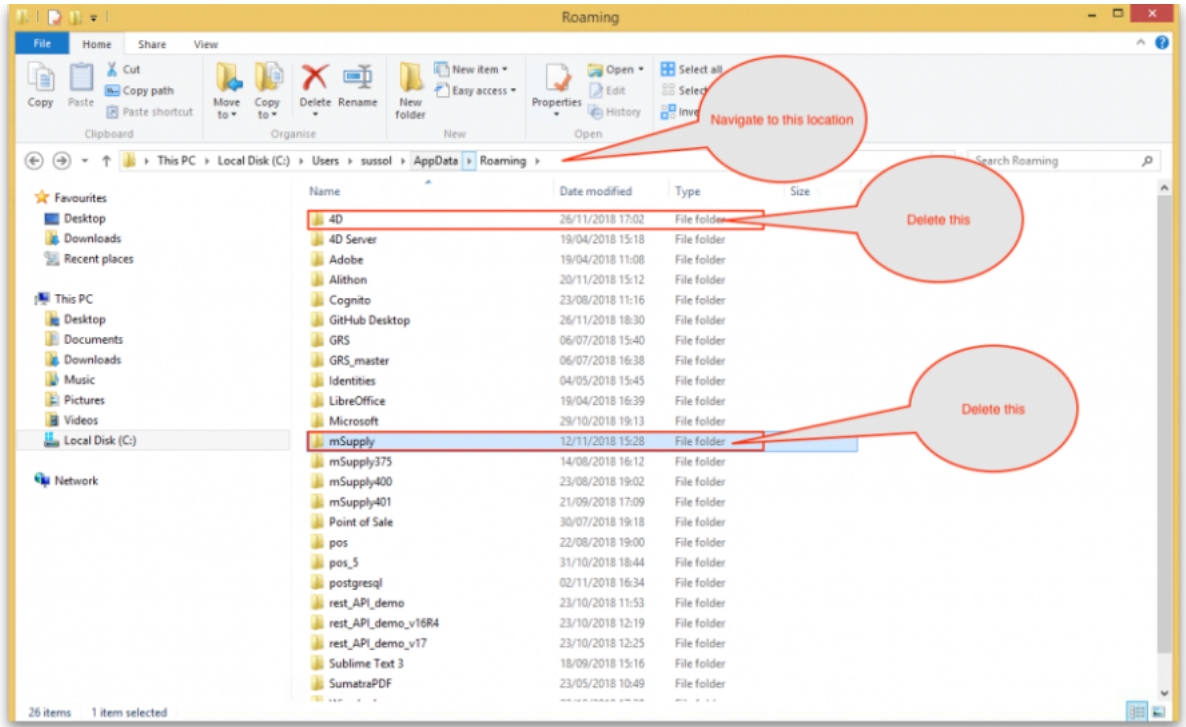 Roaming
File Home Share View
Copy Paste Cut Copy path Paste shortcut Move to Copy to Delete Rename New folder New item Easy access Properties Open Edit History Select all Selec Inve
Clipboard Organise New Open
Navigate to this location
This PC Local Disk (C:) Users sussol AppData Roaming Search Roaming
Name Date modified Type Size
Favourites
Desktop
Downloads
Recent places
This PC
Desktop
Documents
Downloads
Music
Pictures
Videos
Local Disk (C:)
Network
4D 26/11/2018 17:02 File folder
Delete this
4D Server 19/04/2018 15:18 File folder
Adobe 19/04/2018 11:08 File folder
Alithon 20/11/2018 15:12 File folder
Cognito 23/08/2018 11:16 File folder
GitHub Desktop 26/11/2018 18:30 File folder
GRS 06/07/2018 15:40 File folder
GRS_master 06/07/2018 16:38 File folder
Identities 04/05/2018 15:45 File folder
LibreOffice 19/04/2018 16:39 File folder
Microsoft 29/10/2018 19:13 File folder
Delete this
mSupply 12/11/2018 15:28 File folder
mSupply375 14/08/2018 16:12 File folder
mSupply400 23/08/2018 19:02 File folder
mSupply401 21/09/2018 17:09 File folder
Point of Sale 30/07/2018 19:18 File folder
pos 22/08/2018 19:00 File folder
pos_5 31/10/2018 18:44 File folder
postgresql 02/11/2018 16:34 File folder
rest_API_demo 23/10/2018 11:53 File folder
rest_API_demo_v16R4 23/10/2018 12:19 File folder
rest_API_demo_v17 23/10/2018 12:25 File folder
Sublime Text 3 18/09/2018 15:16 File folder
SumatraPDF 23/05/2018 10:49 File folder
26 items 1 item selected